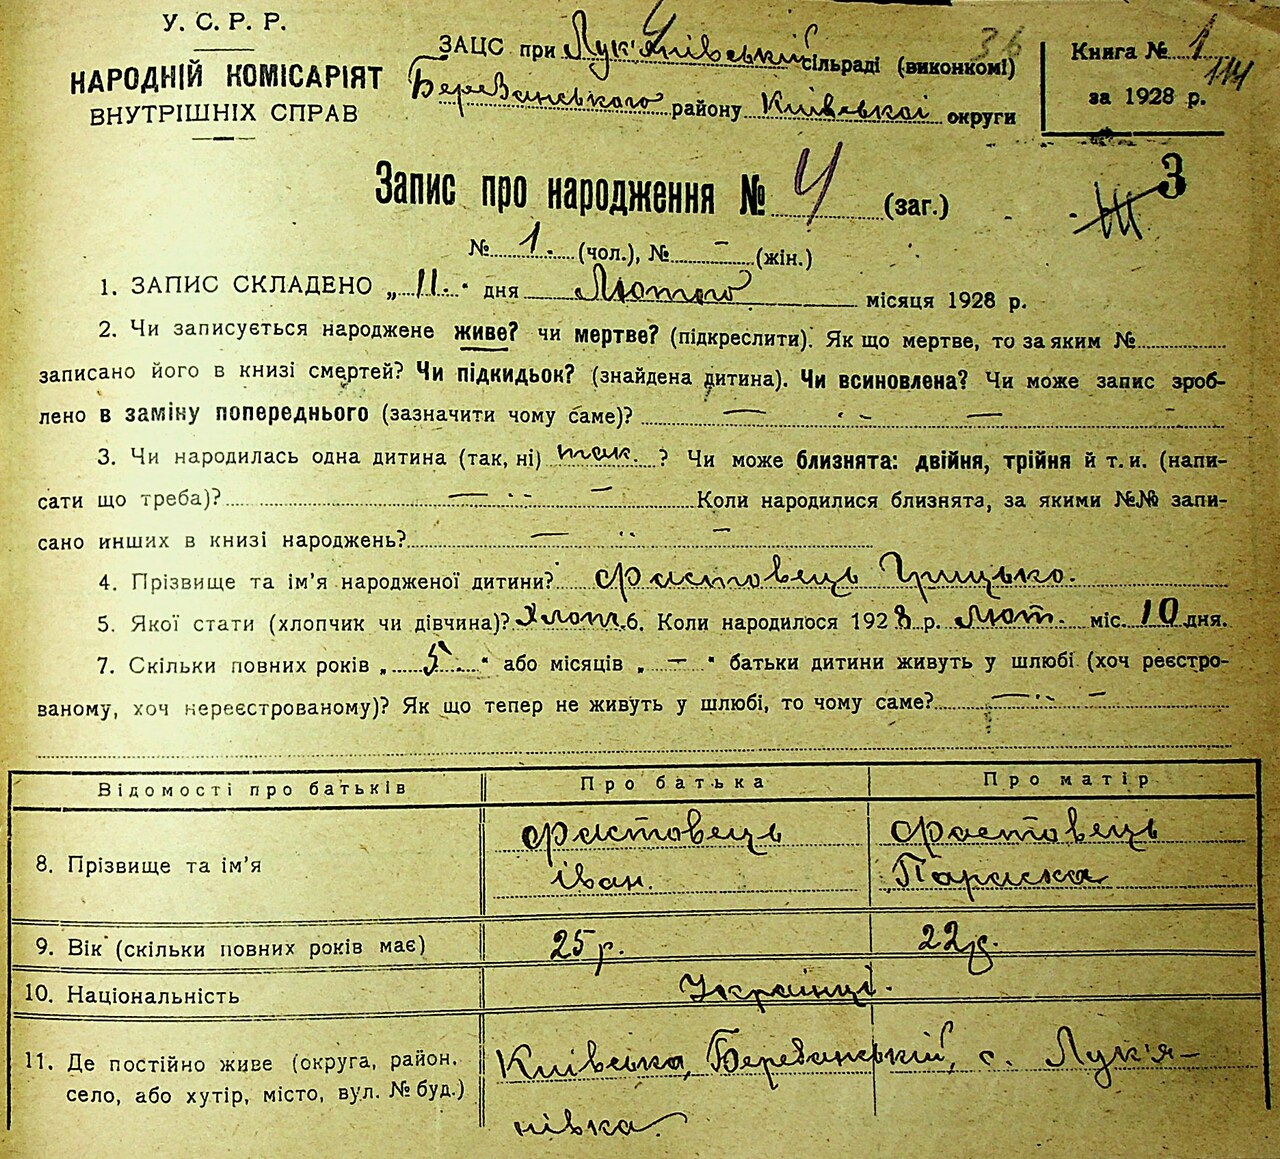 У. С. Р. Р.
НАРОДНІЙ КОМІСАРІЯТ
ВНУТРІШНІХ СПРАВ
ЗАЦС при Лук'янівській сільраді (виконкомі)
Березанського району Київської округи
36
Книга № 1
114
за 1928 р.
3
Запис про народження № 4 (заг.)
№ 1. (чол.), № – (жін.)
1. ЗАПИС СКЛАДЕНО „ 11. " дня Лютого місяця 1928 р.
2. Чи записується народжене живе? чи мертве? (підкреслити). Як що мертве, то за яким №
записано його в книзі смертей? Чи підкидьок? (знайдена дитина). Чи всиновлена? Чи може запис зроб-
лено в заміну попереднього (зазначити чому саме)? — „ —
3. Чи народилась одна дитина (так, ні) так. ? Чи може близнята: двійня, трійня й т. и. (напи-
сати що треба)? — „ — Коли народилися близнята, за якими №№ запи-
сано инших в книзі народжень? — „ —
4. Прізвище та ім'я народженої дитини? Фастовець Грицько.
5. Якої стати (хлопчик чи дівчина)? Хлопч. 6. Коли народилося 1928 р. Лют. міс. 10 дня.
7. Скільки повних років „ 5 " або місяців „ — " батьки дитини живуть у шлюбі (хоч реєстро-
ваному, хоч нереєстрованому)? Як що тепер не живуть у шлюбі, то чому саме? — „ —
Відомості про батьків Про батька Про матір
8. Прізвище та ім'я
Фастовець Фастовець
Іван. Параска
9. Вік (скільки повних років має) 25 р. 22 р.
10. Національність Українці.
11. Де постійно живе (округа, район, Київська, Березанський, с. Лук'я-
село, або хутір, місто, вул. № буд.) нівка.